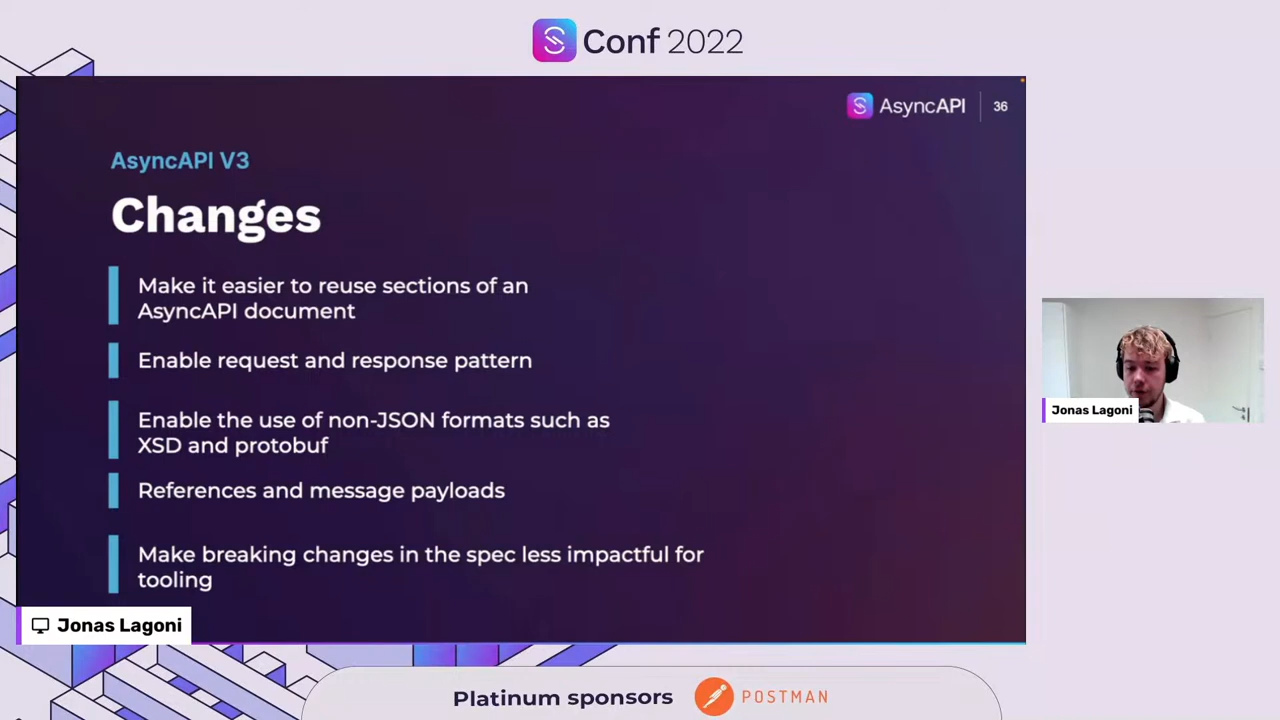 Conf 2022
AsyncAPI
36
AsyncAPI V3
Changes
Make it easier to reuse sections of an
AsyncAPI document
Enable request and response pattern
Enable the use of non-JSON formats such as
XSD and protobuf
References and message payloads
Make breaking changes in the spec less impactful for
tooling
Jonas Lagoni
Jonas Lagoni
Platinum sponsors
POSTMAN